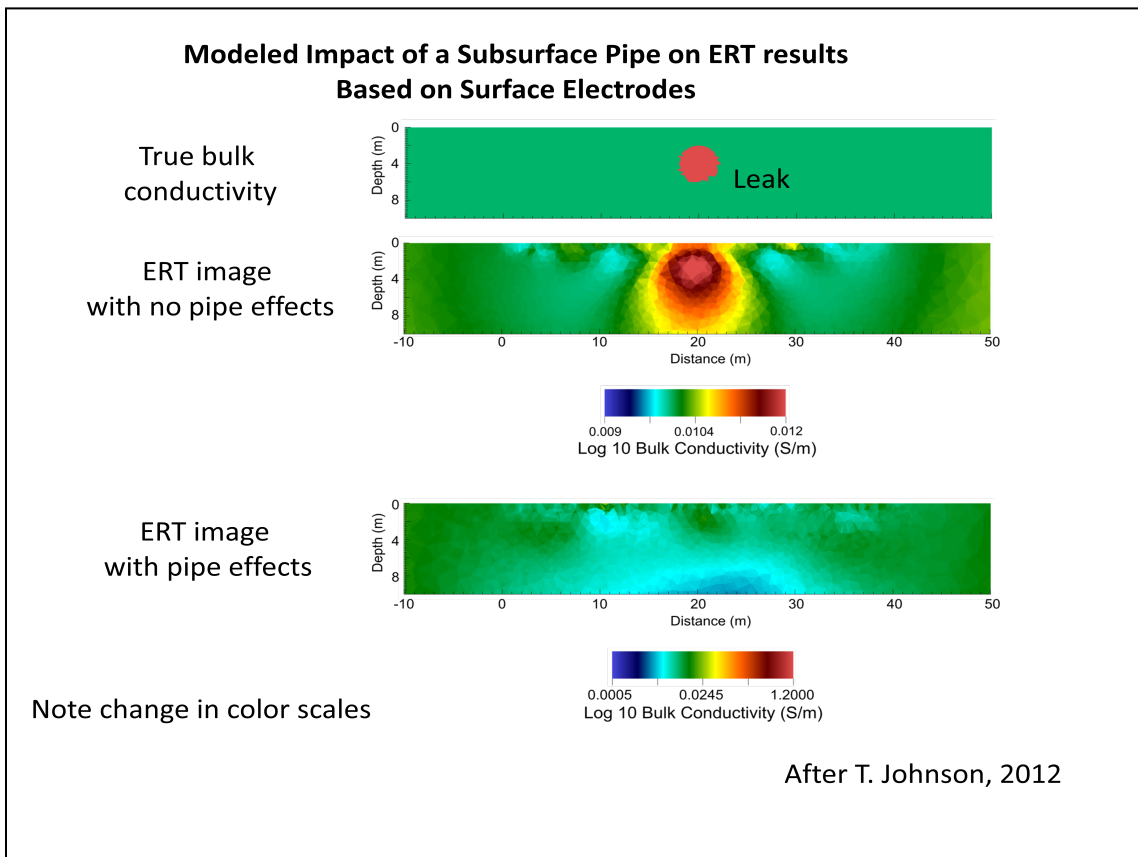 Modeled Impact of a Subsurface Pipe on ERT results
Based on Surface Electrodes
True bulk
conductivity
0
4
8
Depth (m)
Leak
ERT image
with no pipe effects
0
4
8
Depth (m)
-10 0 10 20 30 40 50
Distance (m)
0.009 0.0104 0.012
Log 10 Bulk Conductivity (S/m)
ERT image
with pipe effects
0
4
8
Depth (m)
-10 0 10 20 30 40 50
Distance (m)
0.0005 0.0245 1.2000
Log 10 Bulk Conductivity (S/m)
Note change in color scales
After T. Johnson, 2012